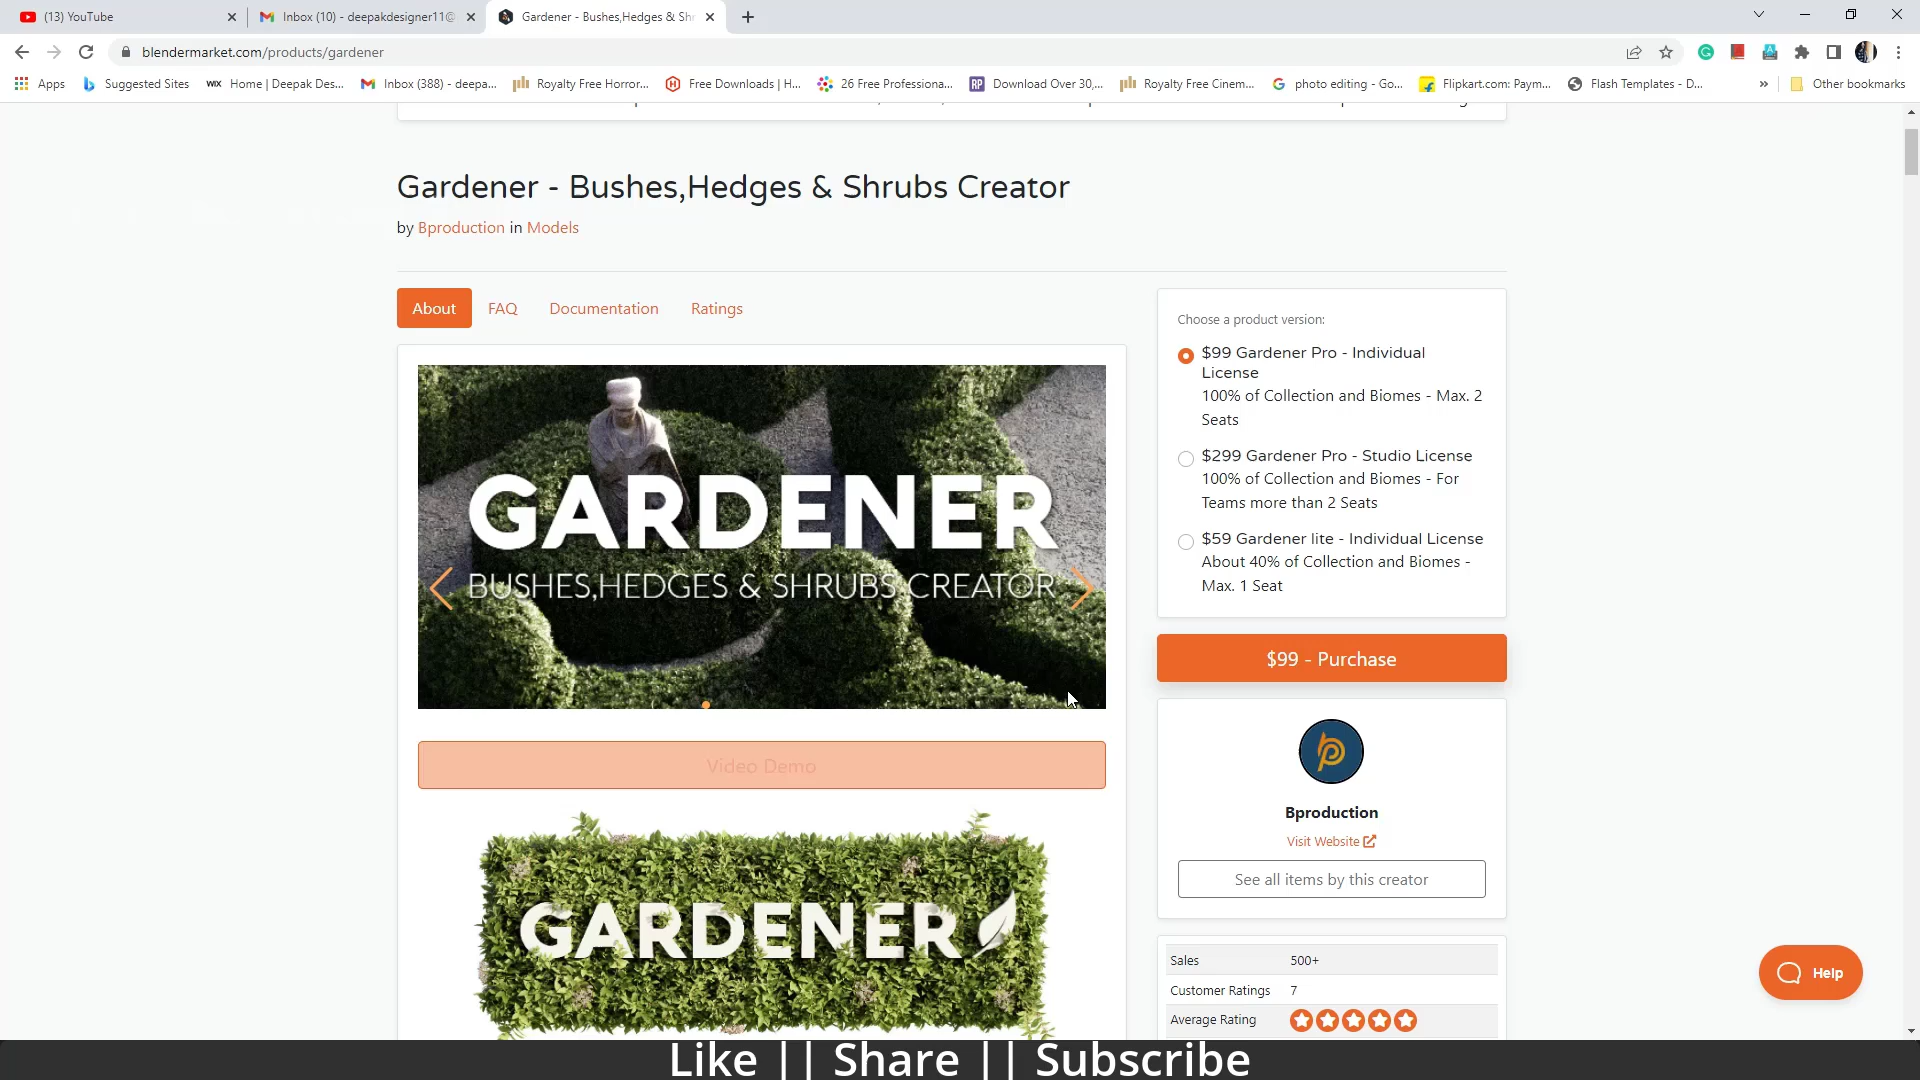 (13) YouTube
Inbox (10) - deepakdesigner11@
Gardener - Bushes,Hedges & Shr
blendermarket.com/products/gardener
Apps
Suggested Sites
WIX Home | Deepak Des...
Inbox (388) - deepa...
Royalty Free Horror...
Free Downloads | H...
26 Free Professiona...
RP Download Over 30,...
Royalty Free Cinem...
photo editing - Go...
Flipkart.com: Paym...
Flash Templates - D...
»
Other bookmarks
Gardener - Bushes,Hedges & Shrubs Creator
by Bproduction in Models
About
FAQ
Documentation
Ratings
GARDENER
BUSHES,HEDGES & SHRUBS CREATOR
Video Demo
GARDENER
Choose a product version:
$99 Gardener Pro - Individual
License
100% of Collection and Biomes - Max. 2
Seats
$299 Gardener Pro - Studio License
100% of Collection and Biomes - For
Teams more than 2 Seats
$59 Gardener lite - Individual License
About 40% of Collection and Biomes -
Max. 1 Seat
$99 - Purchase
Bproduction
Visit Website
See all items by this creator
Sales 500+
Customer Ratings 7
Average Rating
Help
Like || Share || Subscribe